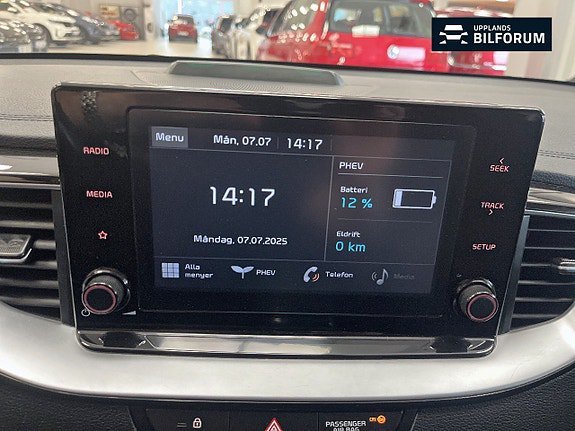 UPPLANDS
BILFORUM
Menu
Mån, 07.07 14:17
RADIO
MEDIA
14:17
Måndag, 07.07.2025
PHEV
Batteri
12 %
Eldrift
0 km
Alla
menyer
PHEV
Telefon
Media
SEEK
TRACK
SETUP
PASSENGER
AIR BAG